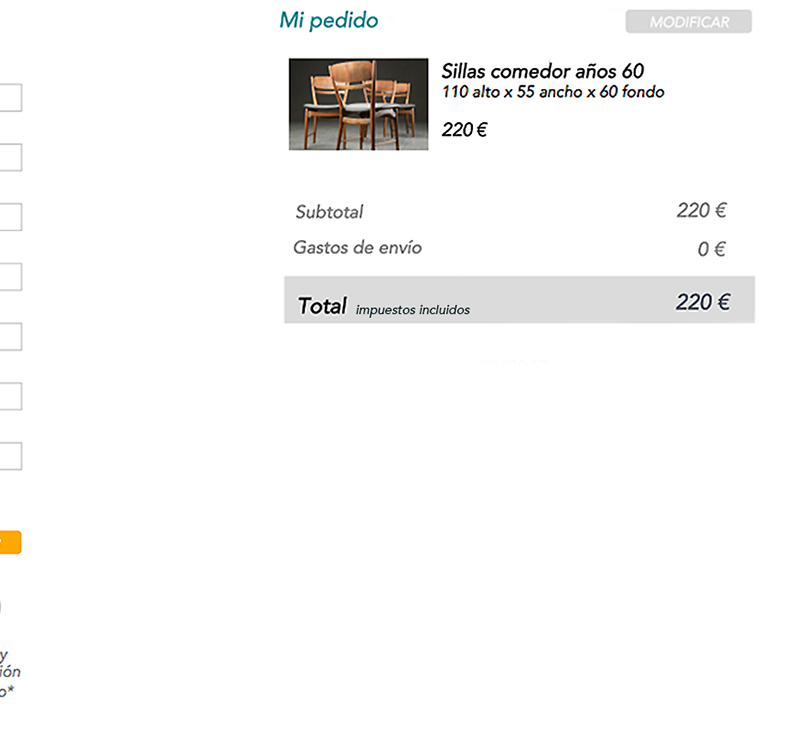 Mi pedido
MODIFICAR
Sillas comedor años 60
110 alto x 55 ancho x 60 fondo
220 €
Subtotal
220 €
Gastos de envío
0 €
Total impuestos incluidos
220 €
y
ión
o*